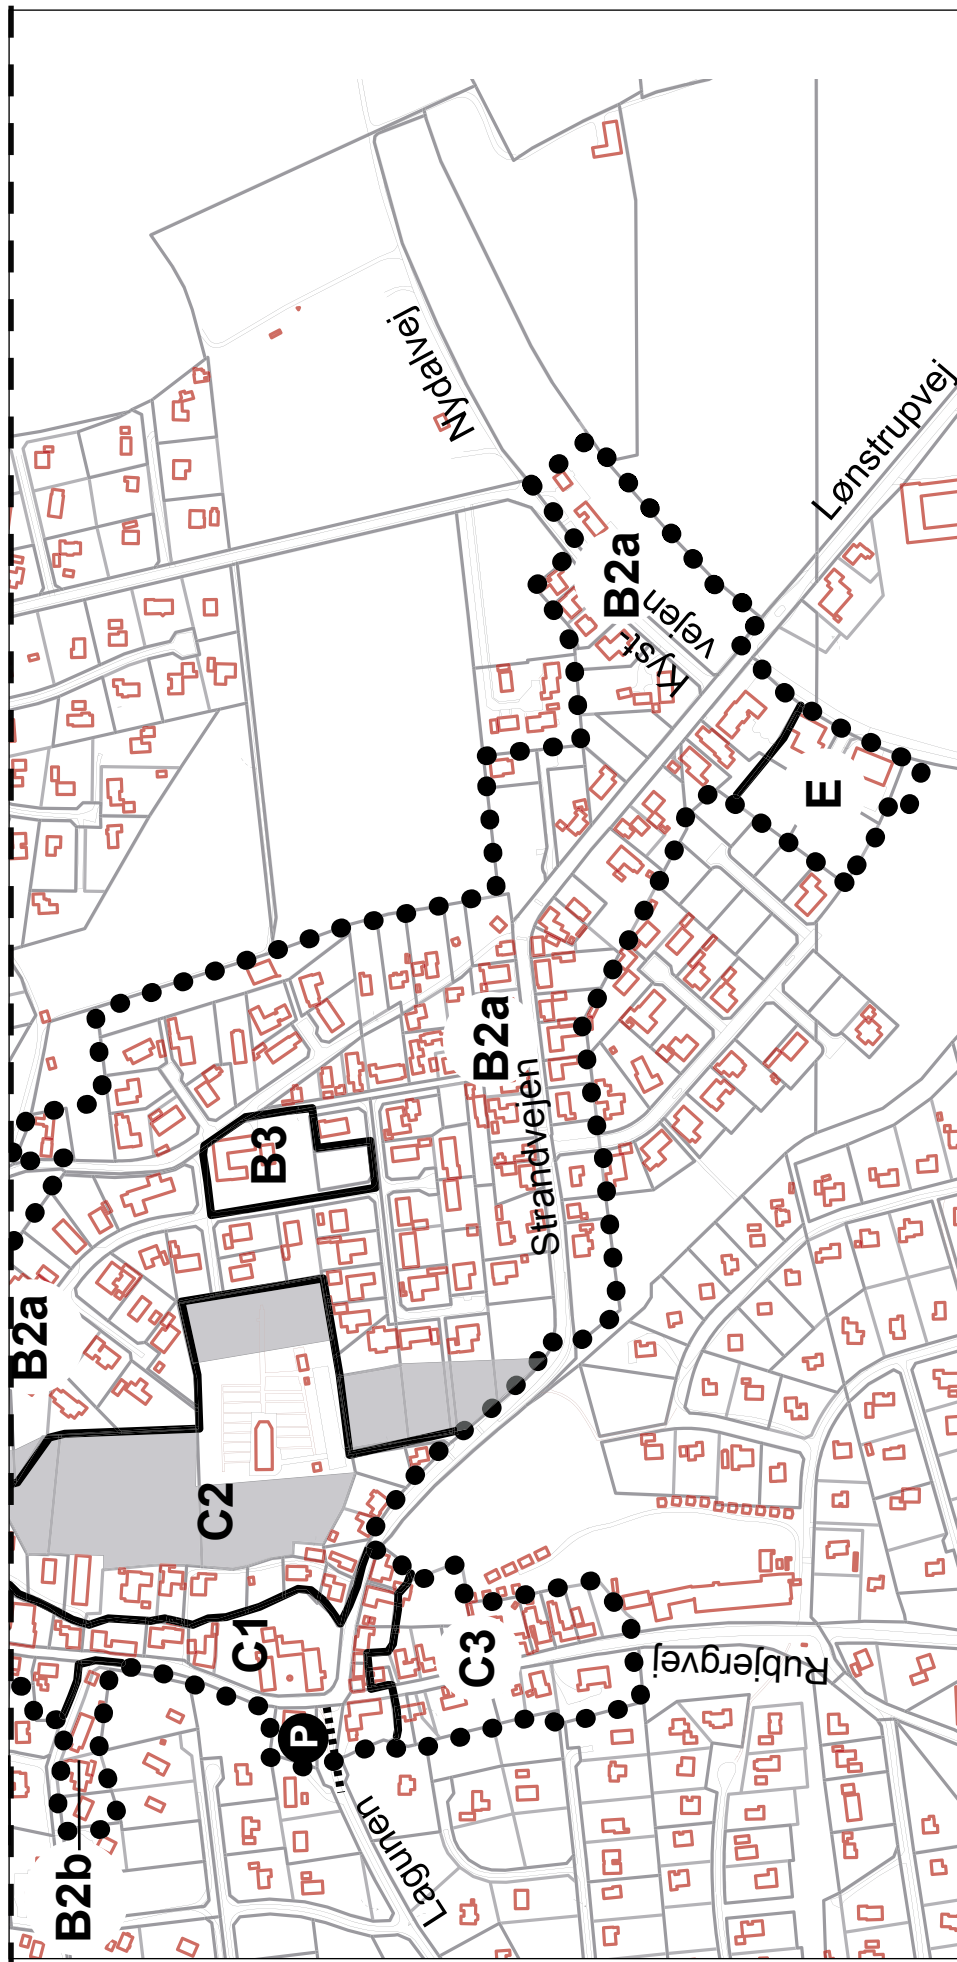 Nydalvej
Lønstrupvej
B2a
Kyst-
vejen
E
B2a
Strandvejen
B3
B2a
C2
C1
C3
Rubjergvej
P
Lagunen
B2b